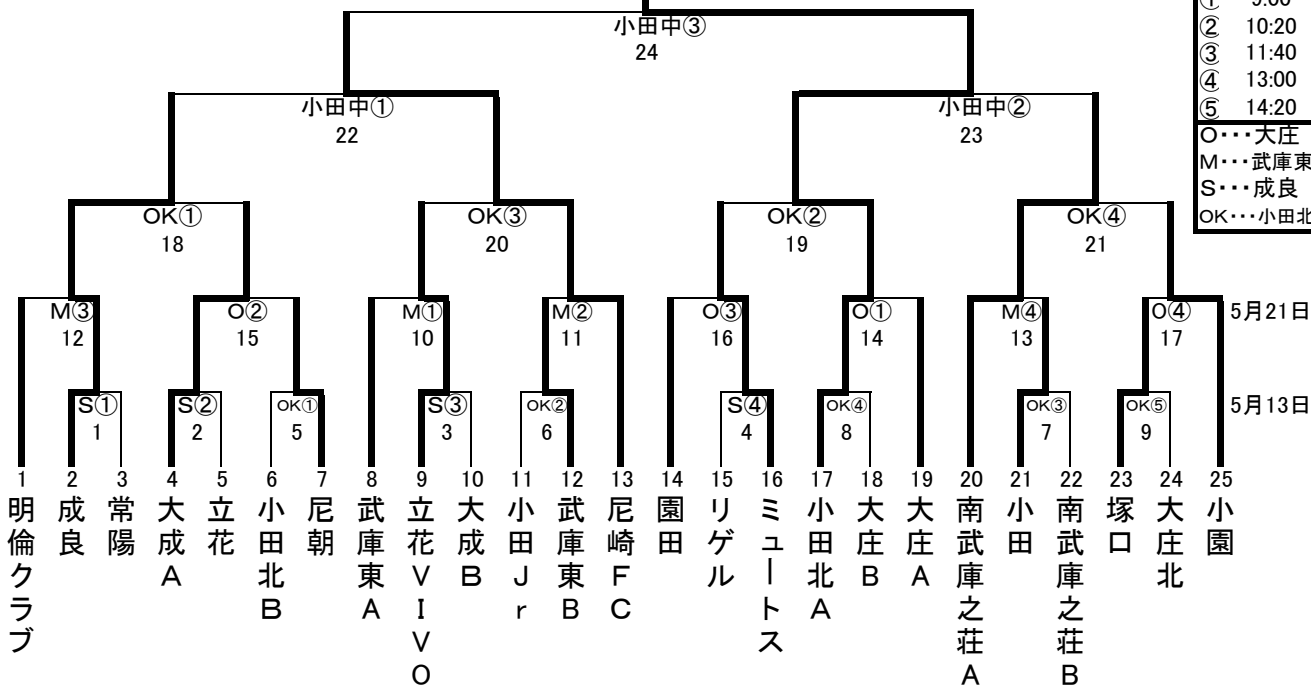 小田中③
24
① 9:00
② 10:20
③ 11:40
④ 13:00
⑤ 14:20
O・・・大庄
M・・・武庫東
S・・・成良
OK・・・小田北
小田中①
22
小田中②
23
OK①
18
OK③
20
OK②
19
OK④
21
M③
12
O②
15
M①
10
M②
11
O③
16
O①
14
M④
13
O④
17
5月21日
S①
1
S②
2
OK①
5
S③
3
OK②
6
S④
4
OK④
8
OK③
7
OK⑤
9
5月13日
1 明倫クラブ
2 成良
3 常陽
4 大成A
5 立花
6 小田北B
7 尼朝
8 武庫東A
9 立花VIVO
10 大成B
11 小田Jr
12 武庫東B
13 尼崎FC
14 園田
15 リゲル
16 ミュートス
17 小田北A
18 大庄B
19 大庄A
20 南武庫之荘A
21 小田
22 南武庫之荘B
23 塚口
24 大庄北
25 小園